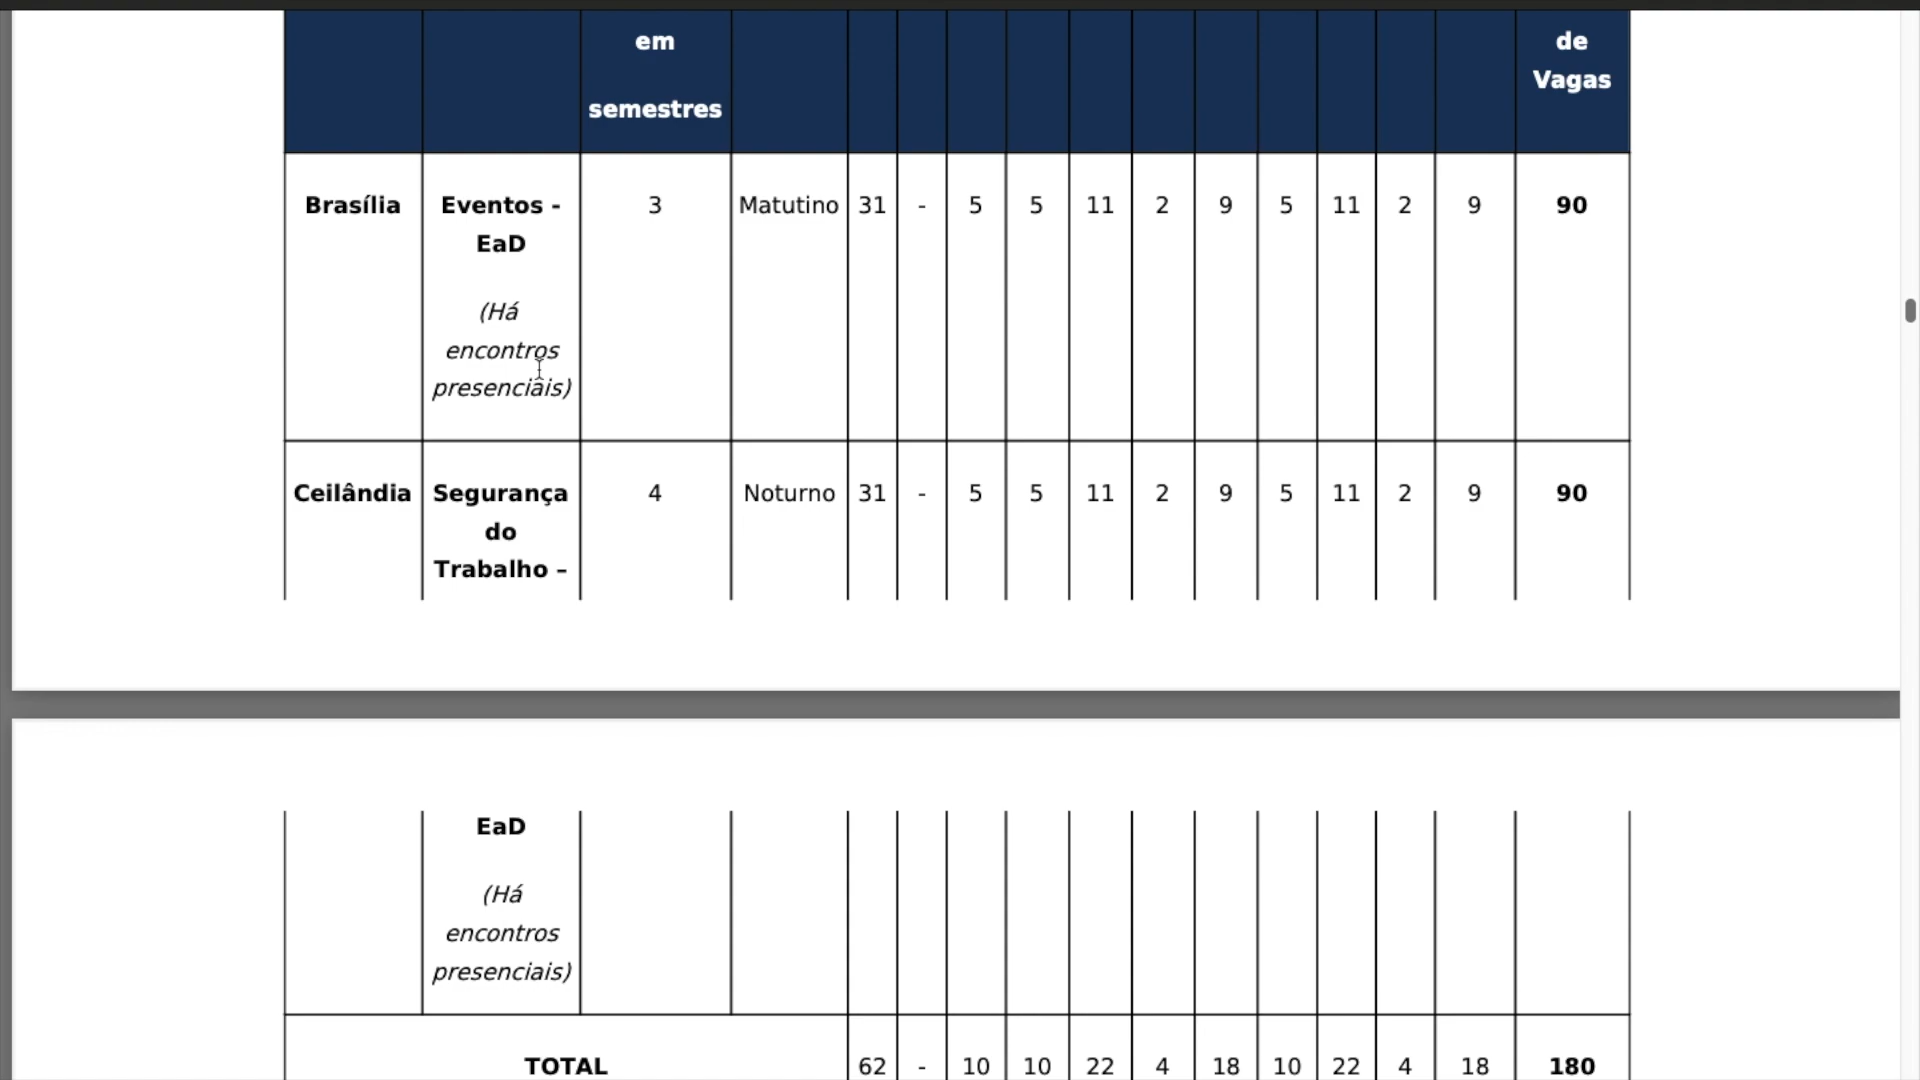 em
semestres
de
Vagas
Brasília Eventos - 3 Matutino 31 - 5 5 11 2 9 5 11 2 9 90
EaD
(Há
encontros
presenciais)
Ceilândia Segurança 4 Noturno 31 - 5 5 11 2 9 5 11 2 9 90
do
Trabalho –
EaD
(Há
encontros
presenciais)
TOTAL 62 - 10 10 22 4 18 10 22 4 18 180